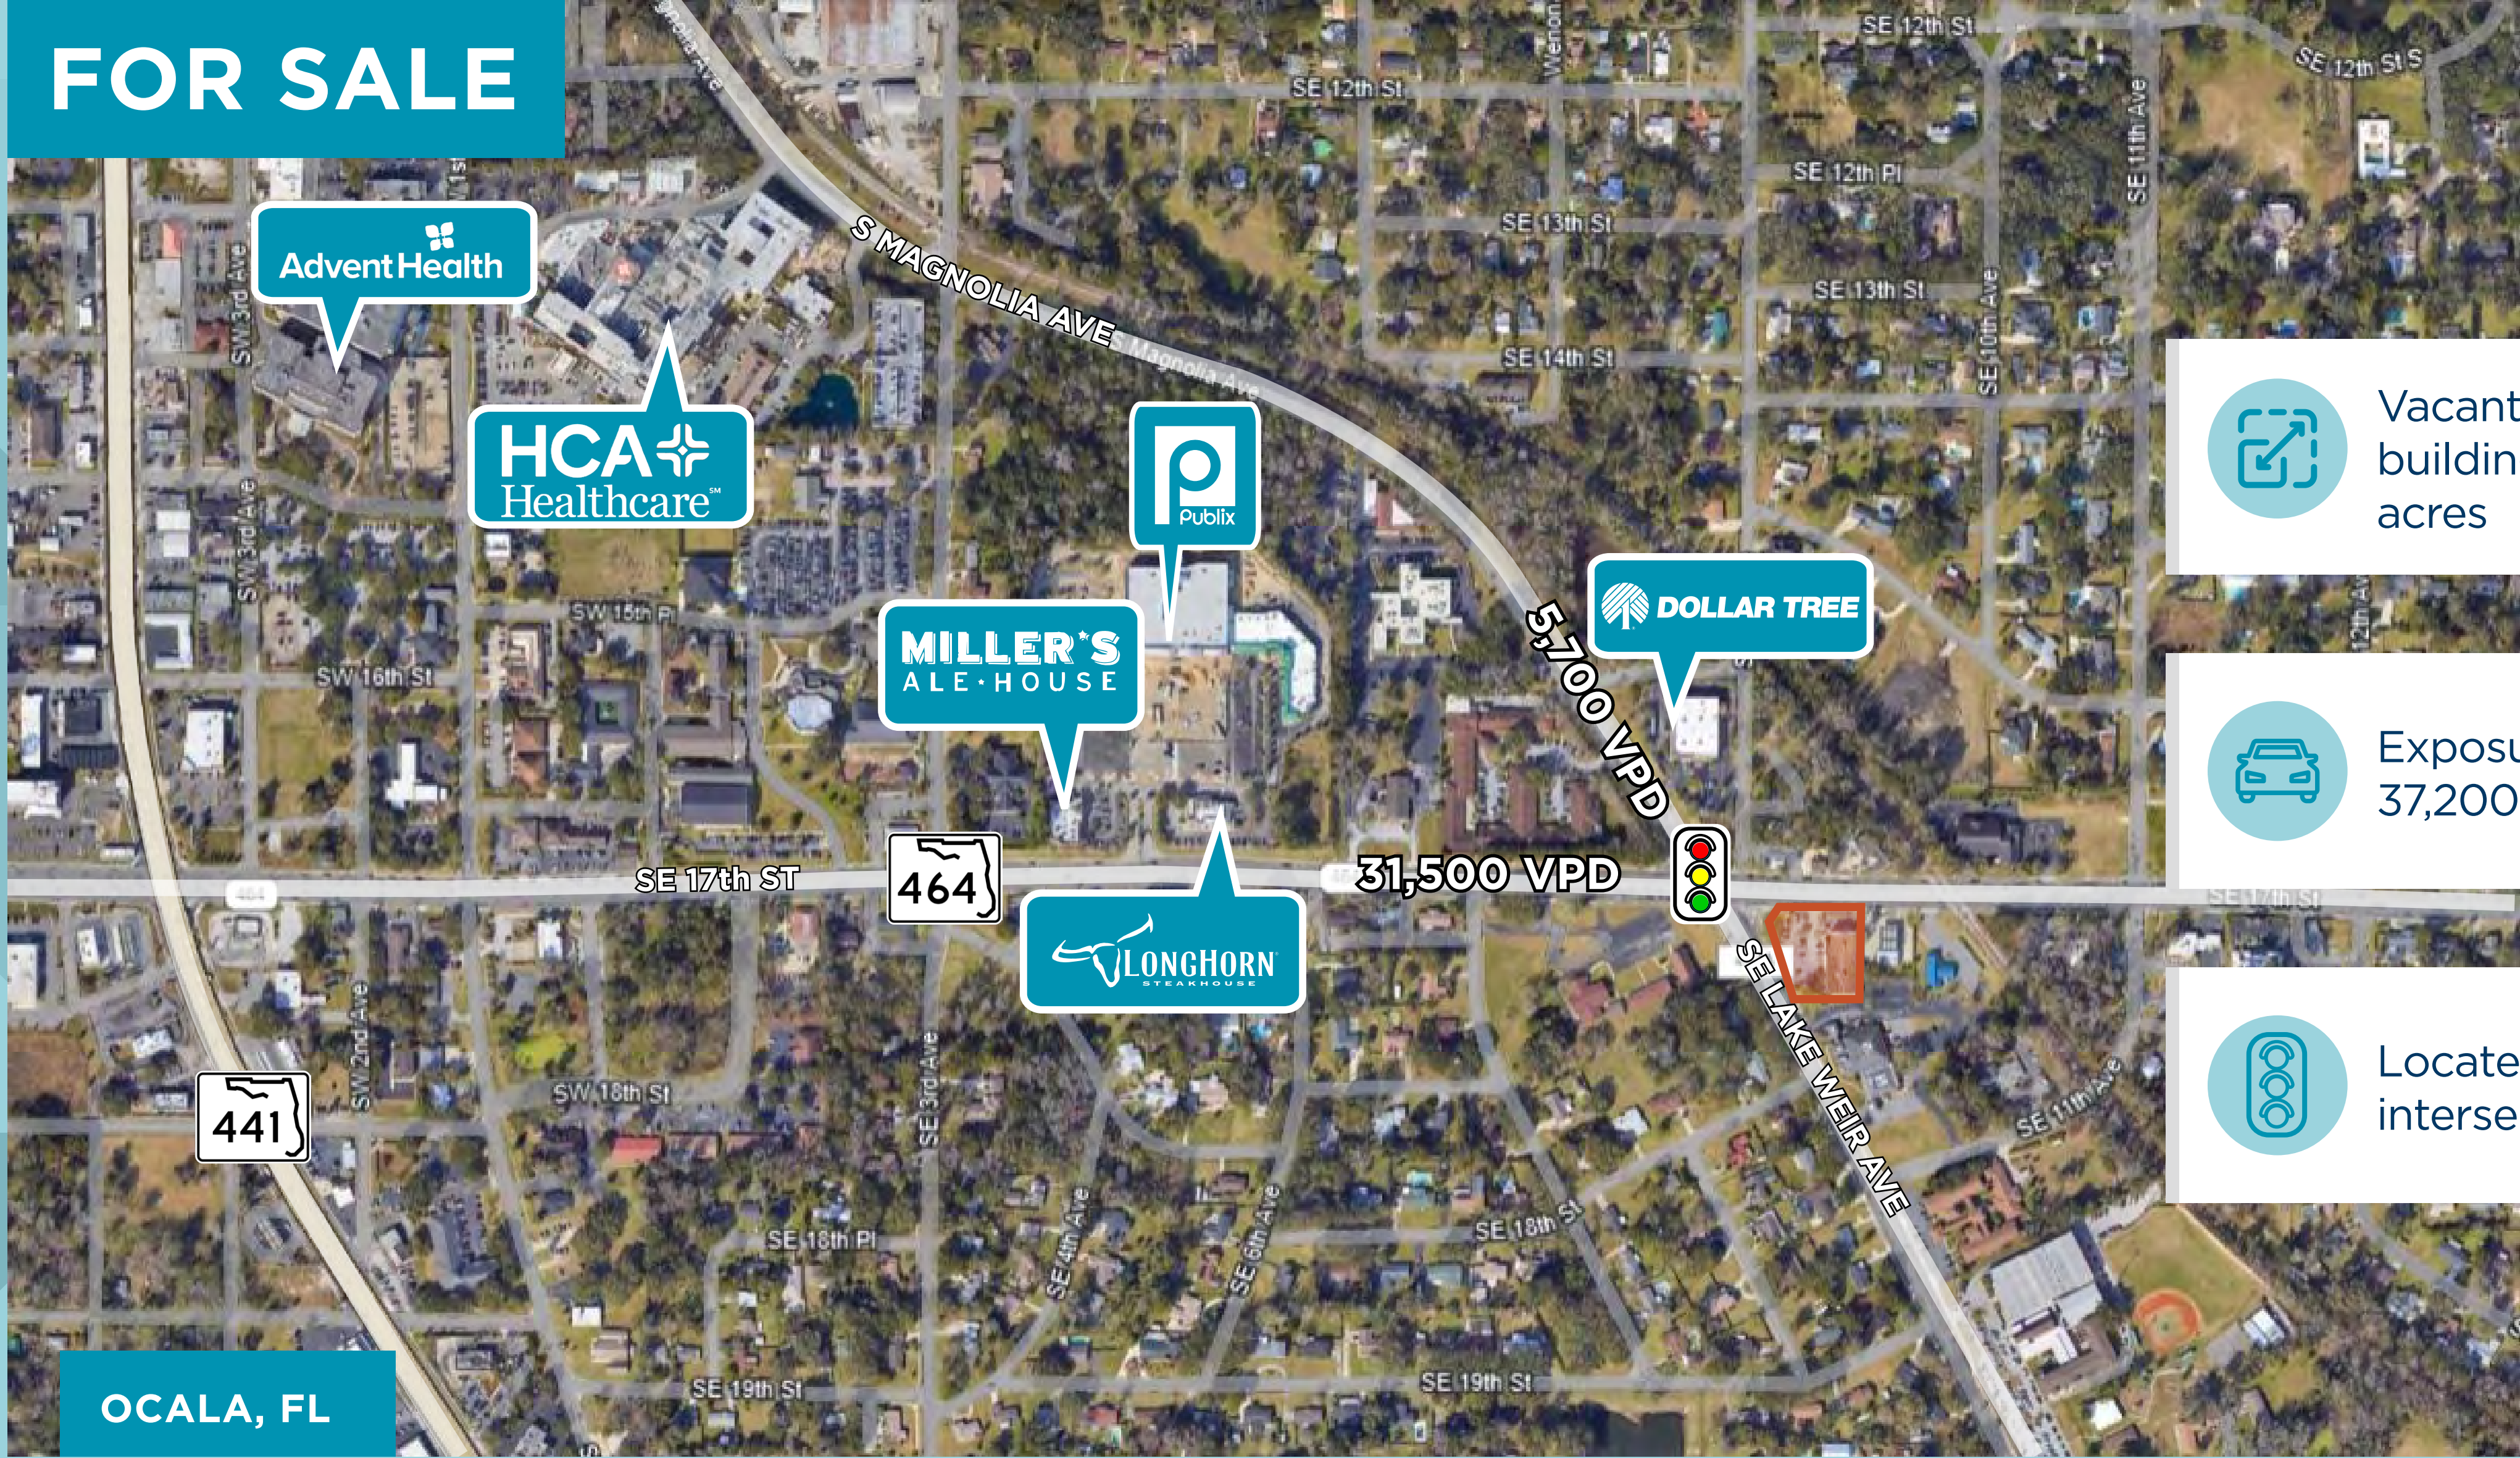 FOR SALE
AdventHealth
HCA
Healthcare℠
Publix
MILLER'S
ALE • HOUSE
DOLLAR TREE
LONGHORN
STEAKHOUSE
S MAGNOLIA AVE
S Magnolia Ave
5,700 VPD
31,500 VPD
SE 17th ST
SE 17th St
464
464
441
SE LAKE WEIR AVE
SE 12th St
SE 12th St
SE 12th St S
SE 12th Pl
SE 13th St
SE 13th St
SE 14th St
SE 11th Ave
SE 10th Ave
12th Av
SW 3rd Ave
SW 3rd Ave
W 1st
SW 15th Pl
SW 16th St
SW 2nd Ave
SW 18th St
SE 3rd Ave
SE 18th Pl
SE 4th Ave
SE 6th Ave
SE 18th St
SE 11th Ave
SE 19th St
SE 19th St
Vacant
buildin
acres
Exposu
37,200
Locate
interse
OCALA, FL